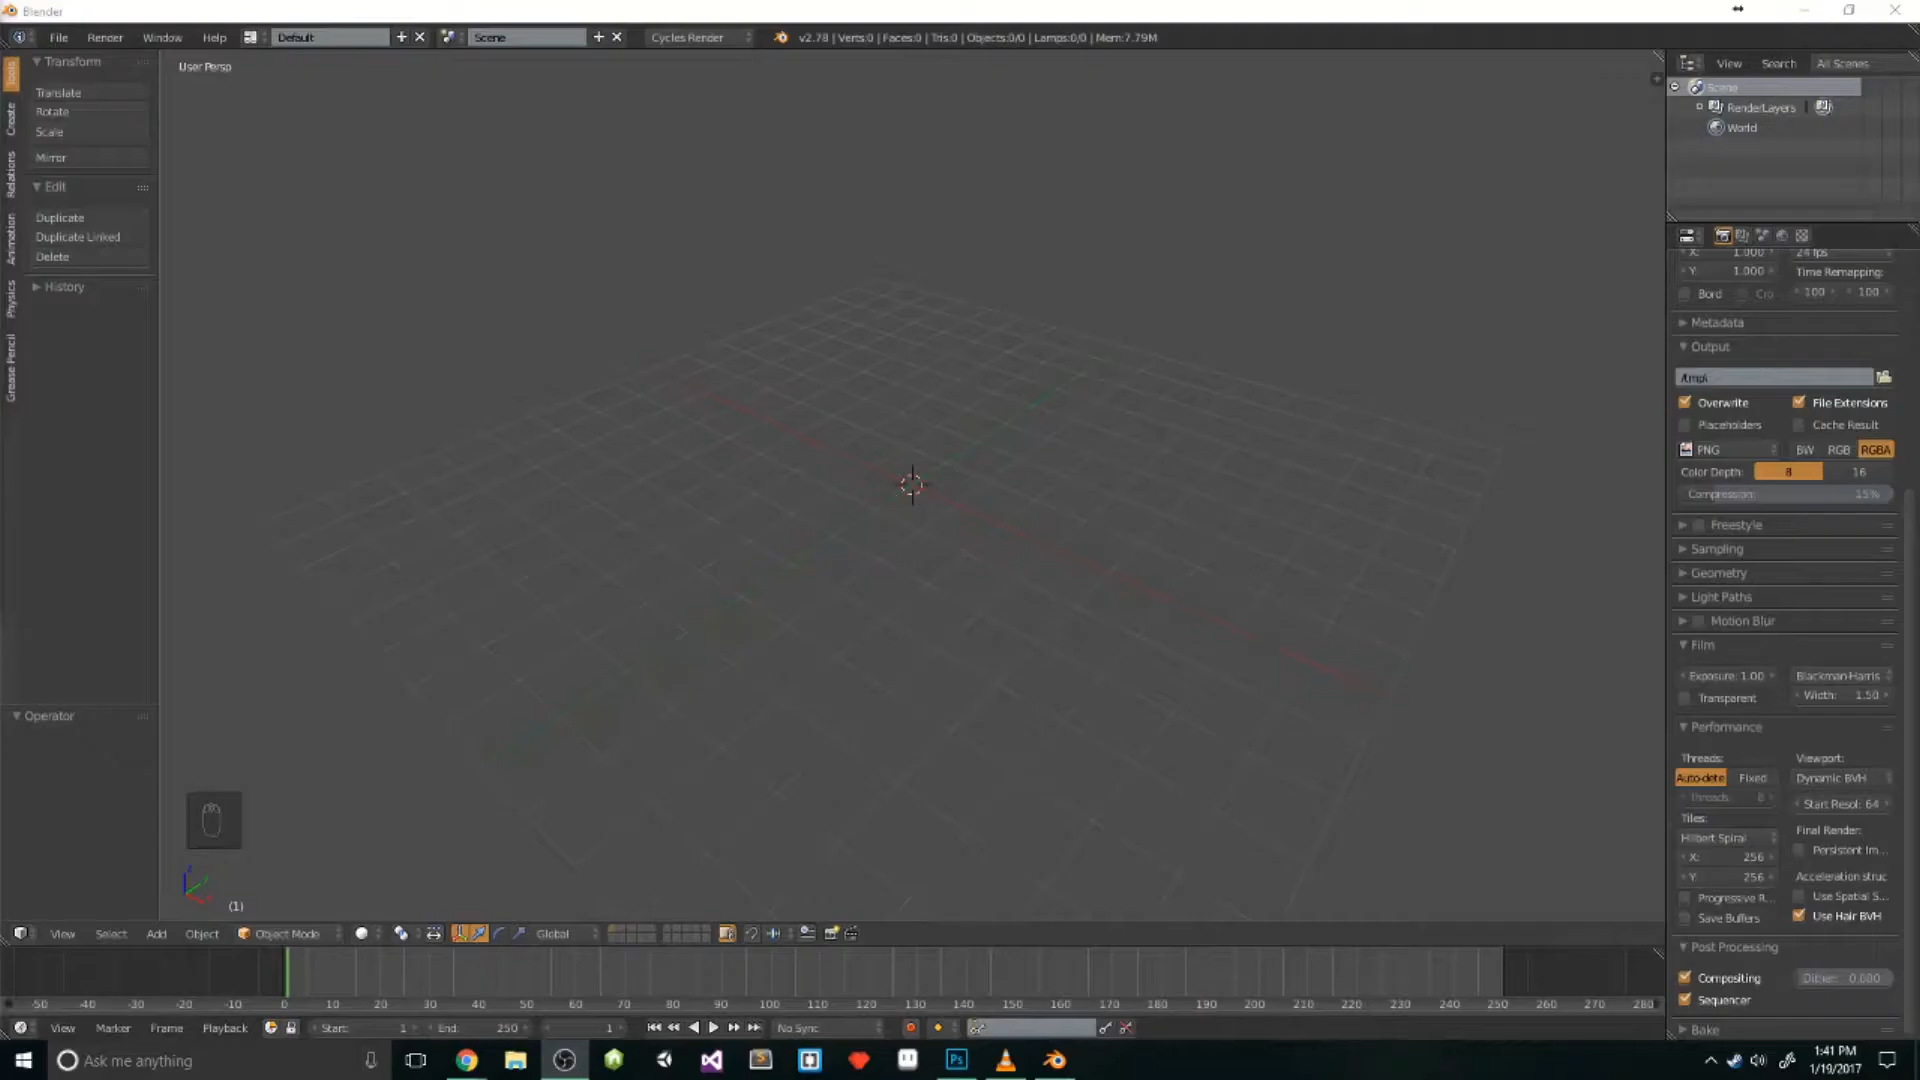 Blender
File Render Window Help Default Scene Cycles Render v2.78 | Verts:0 | Faces:0 | Tris:0 | Objects:0/0 | Lamps:0/0 | Mem:7.79M
Tools
Create
Relations
Animation
Physics
Grease Pencil
Transform
Translate
Rotate
Scale
Mirror
Edit
Duplicate
Duplicate Linked
Delete
History
Operator
User Persp
(1)
View Search All Scenes
Scene
RenderLayers
World
X: 1.000 24 fps
Y: 1.000 Time Remapping:
Bord Cro 100 100
Metadata
Output
/tmp\
Overwrite File Extensions
Placeholders Cache Result
PNG BW RGB RGBA
Color Depth: 8 16
Compression: 15%
Freestyle
Sampling
Geometry
Light Paths
Motion Blur
Film
Exposure: 1.00 Blackman-Harris
Transparent Width: 1.50
Performance
Threads: Viewport:
Auto-dete Fixed Dynamic BVH
Threads: 8 Start Resol: 64
Tiles: Final Render:
Hilbert Spiral Persistent Im...
X: 256
Y: 256 Acceleration struc
Progressive R... Use Spatial S...
Save Buffers Use Hair BVH
Post Processing
Compositing Dither: 0.000
Sequencer
Bake
View Select Add Object Object Mode Global
-50 -40 -30 -20 -10 0 10 20 30 40 50 60 70 80 90 100 110 120 130 140 150 160 170 180 190 200 210 220 230 240 250 260 270 280
View Marker Frame Playback Start: 1 End: 250 1 No Sync
Ask me anything
Ps
1:41 PM
1/19/2017